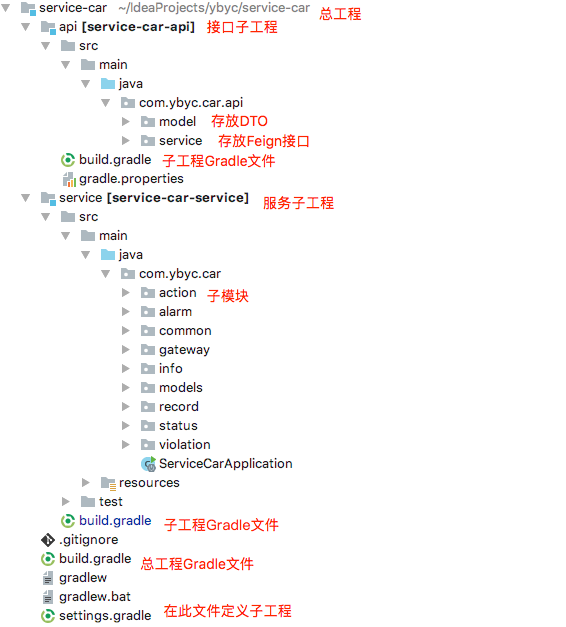 service-car ~/IdeaProjects/ybyc/service-car 总工程
api [service-car-api] 接口子工程
src
main
java
com.ybyc.car.api
model 存放DTO
service 存放Feign接口
build.gradle 子工程Gradle文件
gradle.properties
service [service-car-service] 服务子工程
src
main
java
com.ybyc.car
action 子模块
alarm
common
gateway
info
models
record
status
violation
ServiceCarApplication
resources
test
build.gradle 子工程Gradle文件
.gitignore
build.gradle 总工程Gradle文件
gradlew
gradlew.bat
settings.gradle 在此文件定义子工程